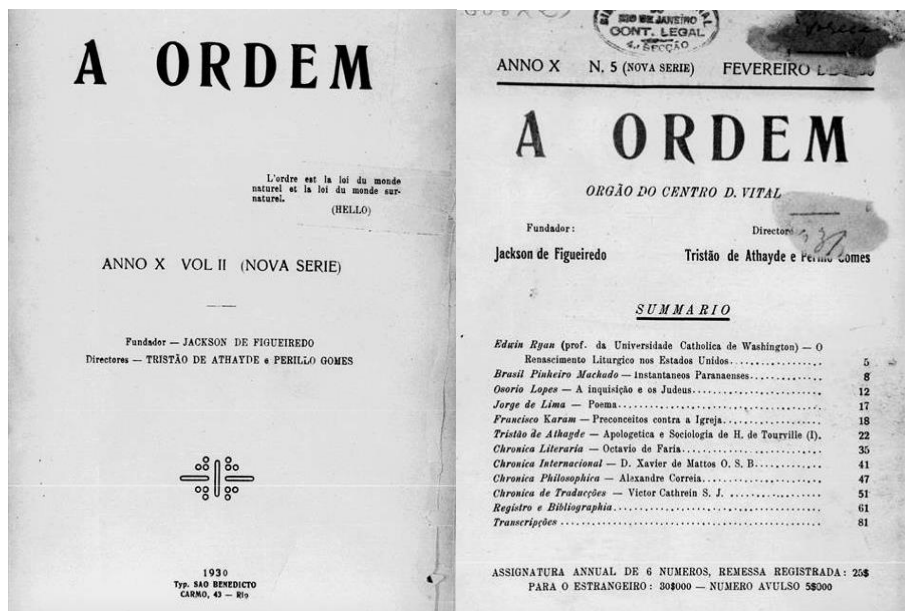 A ORDEM
L'ordre est la loi du monde
naturel et la loi du monde sur-
naturel.
(HELLO)
ANNO X VOL II (NOVA SERIE)
Fundador — JACKSON DE FIGUEIREDO
Directores — TRISTÃO DE ATHAYDE e PERILLO GOMES
1930
Typ. SAO BENEDICTO
CARMO, 43 — Rio
RIO DE JANEIRO
CONT. LEGAL
SECÇÃO
ANNO X N. 5 (NOVA SERIE) FEVEREIRO
A ORDEM
ORGÃO DO CENTRO D. VITAL
Fundador: Directores
Jackson de Figueiredo Tristão de Athayde e Perillo Gomes
SUMMARIO
Edwin Ryan (prof. da Universidade Catholica de Washington) — O
Renascimento Liturgico nos Estados Unidos 5
Brasil Pinheiro Machado — Instantaneos Paranaenses 8
Osorio Lopes — A inquisição e os Judeus 12
Jorge de Lima — Poema 17
Francisco Karam — Preconceitos contra a Igreja 18
Tristão de Athayde — Apologetica e Sociologia de H. de Tourville (I). 22
Chronica Literaria — Octavio de Faria 35
Chronica Internacional — D. Xavier de Mattos O. S. B. 41
Chronica Philosophica — Alexandre Correia 47
Chronica de Traducções — Victor Cathrein S. J. 51
Registro e Bibliographia 61
Transcripções 81
ASSIGNATURA ANNUAL DE 6 NUMEROS, REMESSA REGISTRADA: 25$
PARA O ESTRANGEIRO: 30$000 — NUMERO AVULSO 5$000